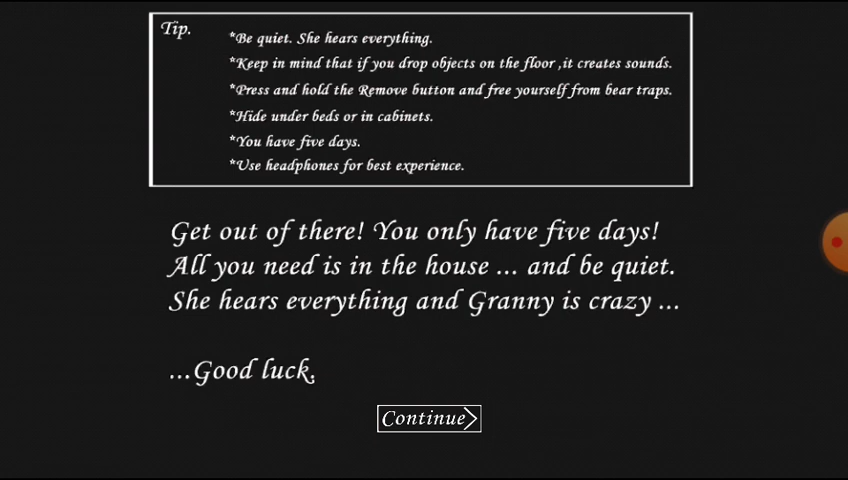 Tip.
*Be quiet. She hears everything.
*Keep in mind that if you drop objects on the floor ,it creates sounds.
*Press and hold the Remove button and free yourself from bear traps.
*Hide under beds or in cabinets.
*You have five days.
*Use headphones for best experience.
Get out of there! You only have five days!
All you need is in the house ... and be quiet.
She hears everything and Granny is crazy ...
...Good luck.
Continue>